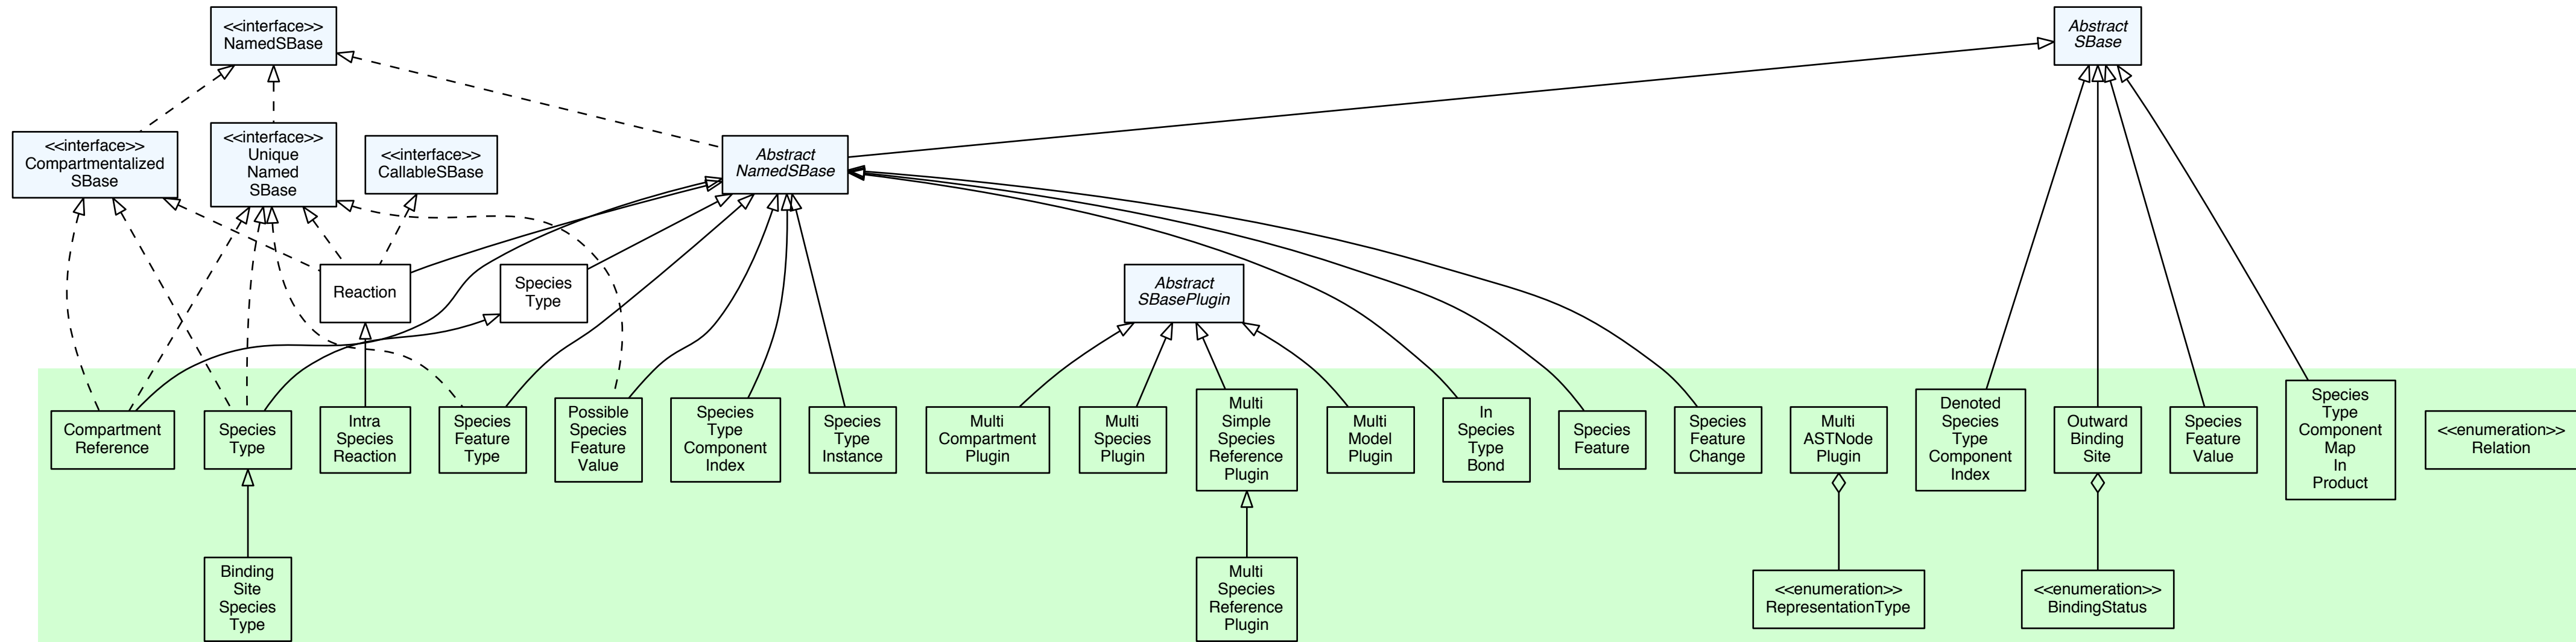 <<interface>>
NamedSBase
Abstract
SBase
<<interface>>
Compartmentalized
SBase
<<interface>>
Unique
Named
SBase
<<interface>>
CallableSBase
Abstract
NamedSBase
Reaction
Species
Type
Abstract
SBasePlugin
Compartment
Reference
Species
Type
Intra
Species
Reaction
Species
Feature
Type
Possible
Species
Feature
Value
Species
Type
Component
Index
Species
Type
Instance
Multi
Compartment
Plugin
Multi
Species
Plugin
Multi
Simple
Species
Reference
Plugin
Multi
Model
Plugin
In
Species
Type
Bond
Species
Feature
Species
Feature
Change
Multi
ASTNode
Plugin
Denoted
Species
Type
Component
Index
Outward
Binding
Site
Species
Feature
Value
Species
Type
Component
Map
In
Product
<<enumeration>>
Relation
Binding
Site
Species
Type
Multi
Species
Reference
Plugin
<<enumeration>>
RepresentationType
<<enumeration>>
BindingStatus